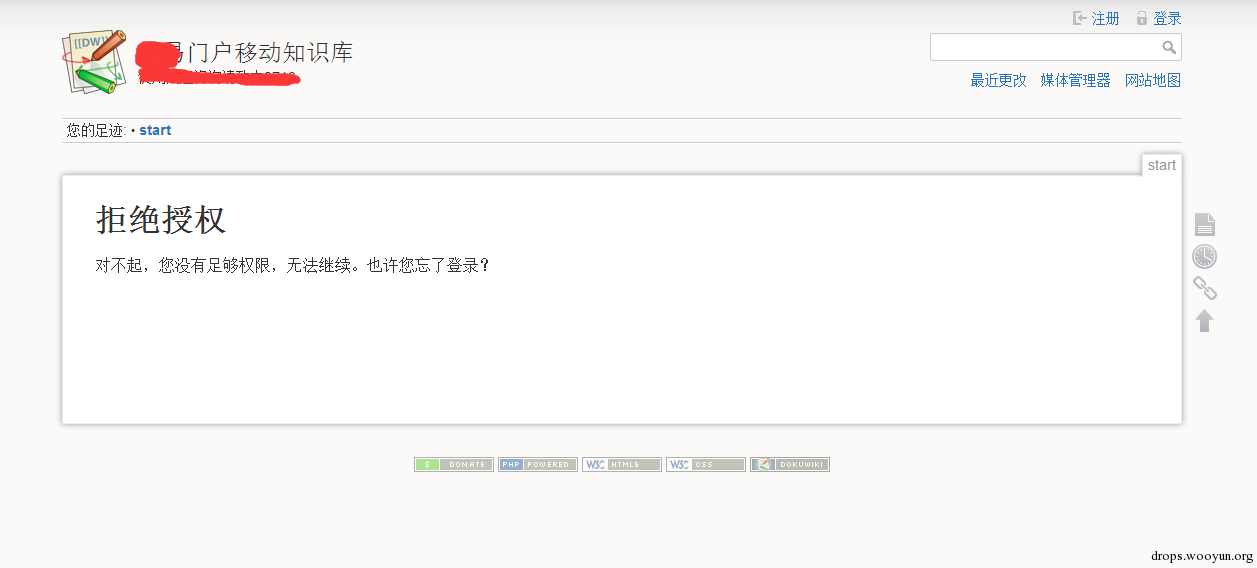 注册 登录
[[DW]]
易门户移动知识库
最近更改 媒体管理器 网站地图
您的足迹: • start
start
拒绝授权
对不起，您没有足够权限，无法继续。也许您忘了登录？
$ DONATE PHP POWERED W3C HTML5 W3C CSS DOKUWIKI
drops.wooyun.org